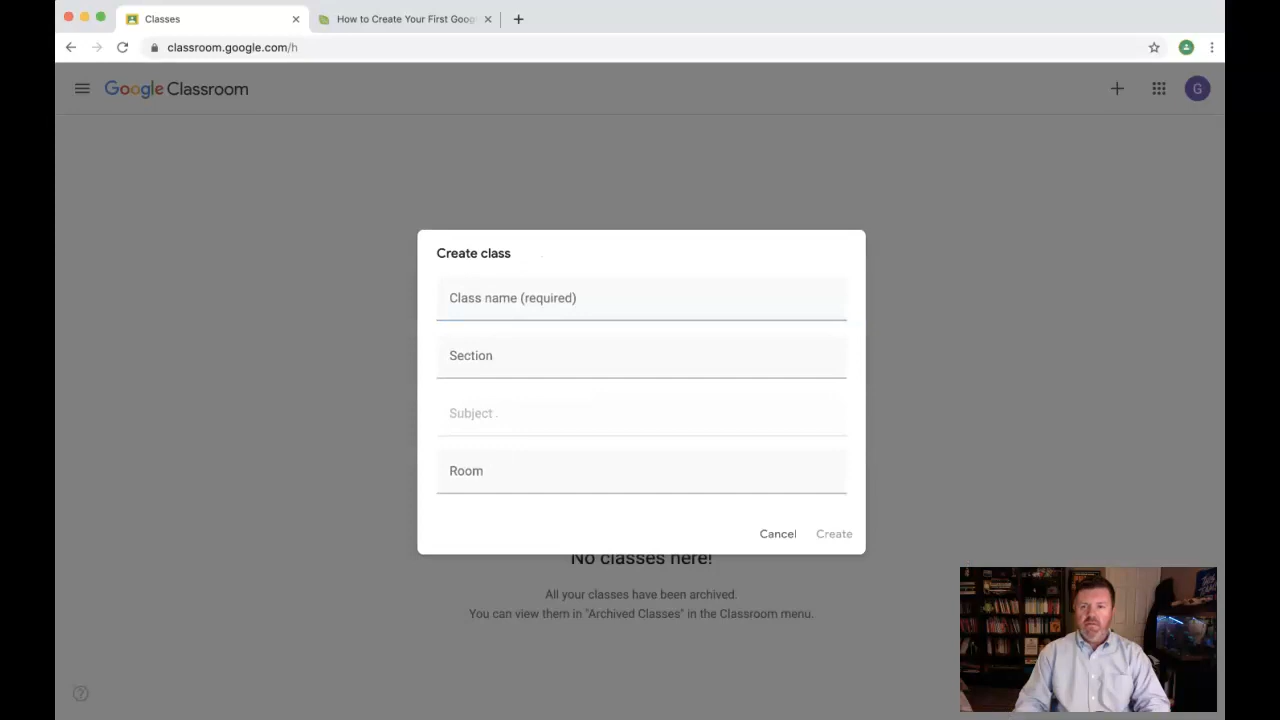 Classes
How to Create Your First Goog
classroom.google.com/h
Google Classroom
G
Create class
Class name (required)
Section
Subject
Room
Cancel
Create
No classes here!
All your classes have been archived.
You can view them in "Archived Classes" in the Classroom menu.